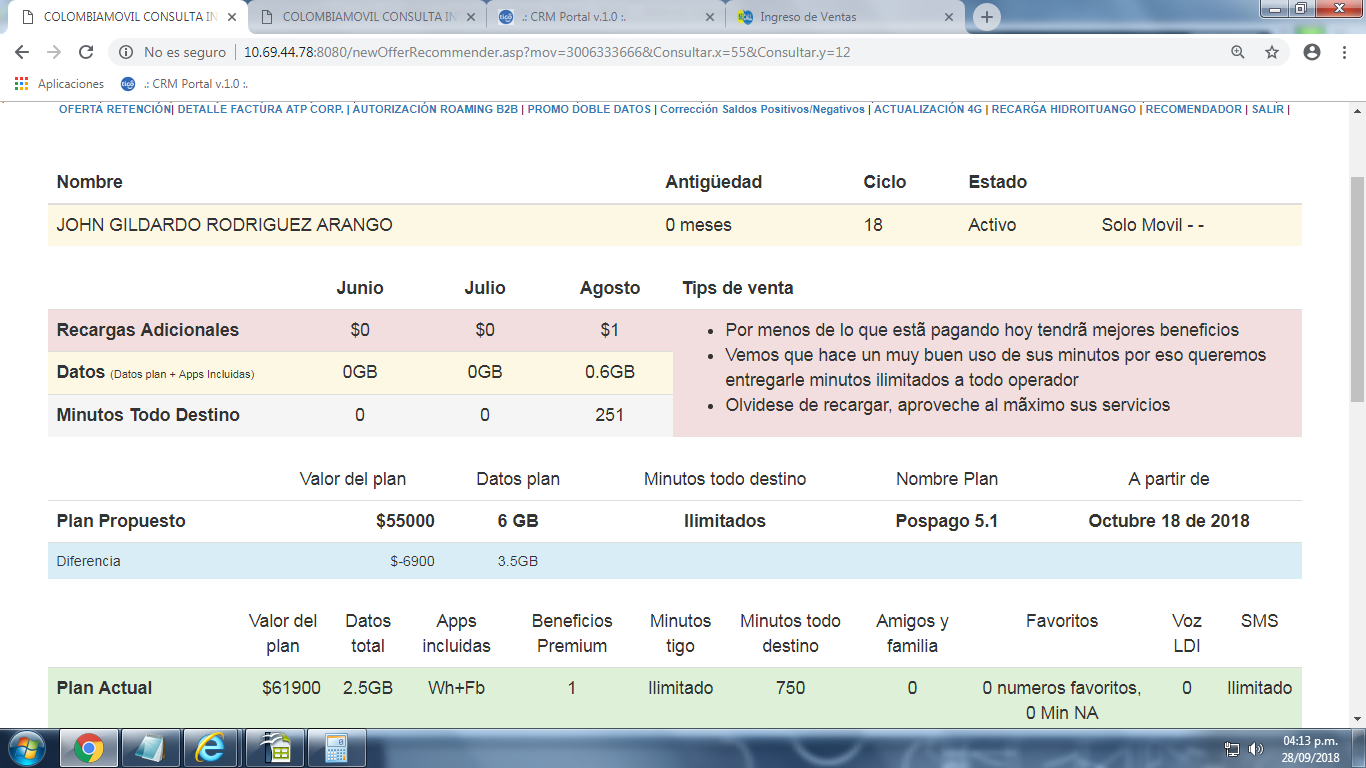 COLOMBIAMOVIL CONSULTA IN
COLOMBIAMOVIL CONSULTA IN
.: CRM Portal v.1.0 :.
Ingreso de Ventas
No es seguro | 10.69.44.78:8080/newOfferRecommender.asp?mov=3006333666&Consultar.x=55&Consultar.y=12
Aplicaciones .: CRM Portal v.1.0 :.
OFERTA RETENCIÓN| DETALLE FACTURA ATP CORP. | AUTORIZACIÓN ROAMING B2B | PROMO DOBLE DATOS | Corrección Saldos Positivos/Negativos | ACTUALIZACIÓN 4G | RECARGA HIDROITUANGO | RECOMENDADOR | SALIR |
Nombre Antigüedad Ciclo Estado
JOHN GILDARDO RODRIGUEZ ARANGO 0 meses 18 Activo Solo Movil - -
Junio Julio Agosto Tips de venta
Recargas Adicionales $0 $0 $1
• Por menos de lo que estã pagando hoy tendrã mejores beneficios
Datos (Datos plan + Apps Incluidas) 0GB 0GB 0.6GB
• Vemos que hace un muy buen uso de sus minutos por eso queremos
entregarle minutos ilimitados a todo operador
Minutos Todo Destino 0 0 251
• Olvidese de recargar, aproveche al mãximo sus servicios
Valor del plan Datos plan Minutos todo destino Nombre Plan A partir de
Plan Propuesto $55000 6 GB Ilimitados Pospago 5.1 Octubre 18 de 2018
Diferencia $-6900 3.5GB
Valor del Datos Apps Beneficios Minutos Minutos todo Amigos y Favoritos Voz SMS
plan total incluidas Premium tigo destino familia LDI
Plan Actual $61900 2.5GB Wh+Fb 1 Ilimitado 750 0 0 numeros favoritos, 0 Ilimitado
0 Min NA
04:13 p.m.
28/09/2018